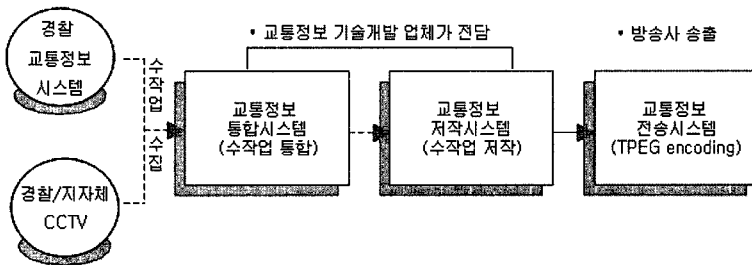 • 교통정보 기술개발 업체가 전담
• 방송사 송출
경찰
교통정보
시스템
수작업
수집
경찰/지자체
CCTV
교통정보
통합시스템
(수작업 통합)
교통정보
저작시스템
(수작업 저작)
교통정보
전송시스템
(TPEG encoding)